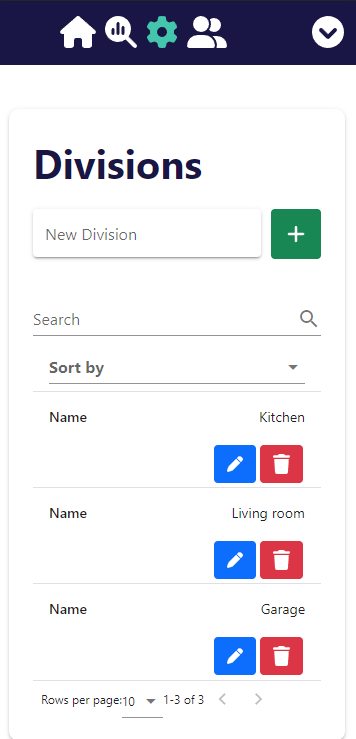 Divisions
New Division
Search
Sort by
Name Kitchen
Name Living room
Name Garage
Rows per page: 10 1-3 of 3